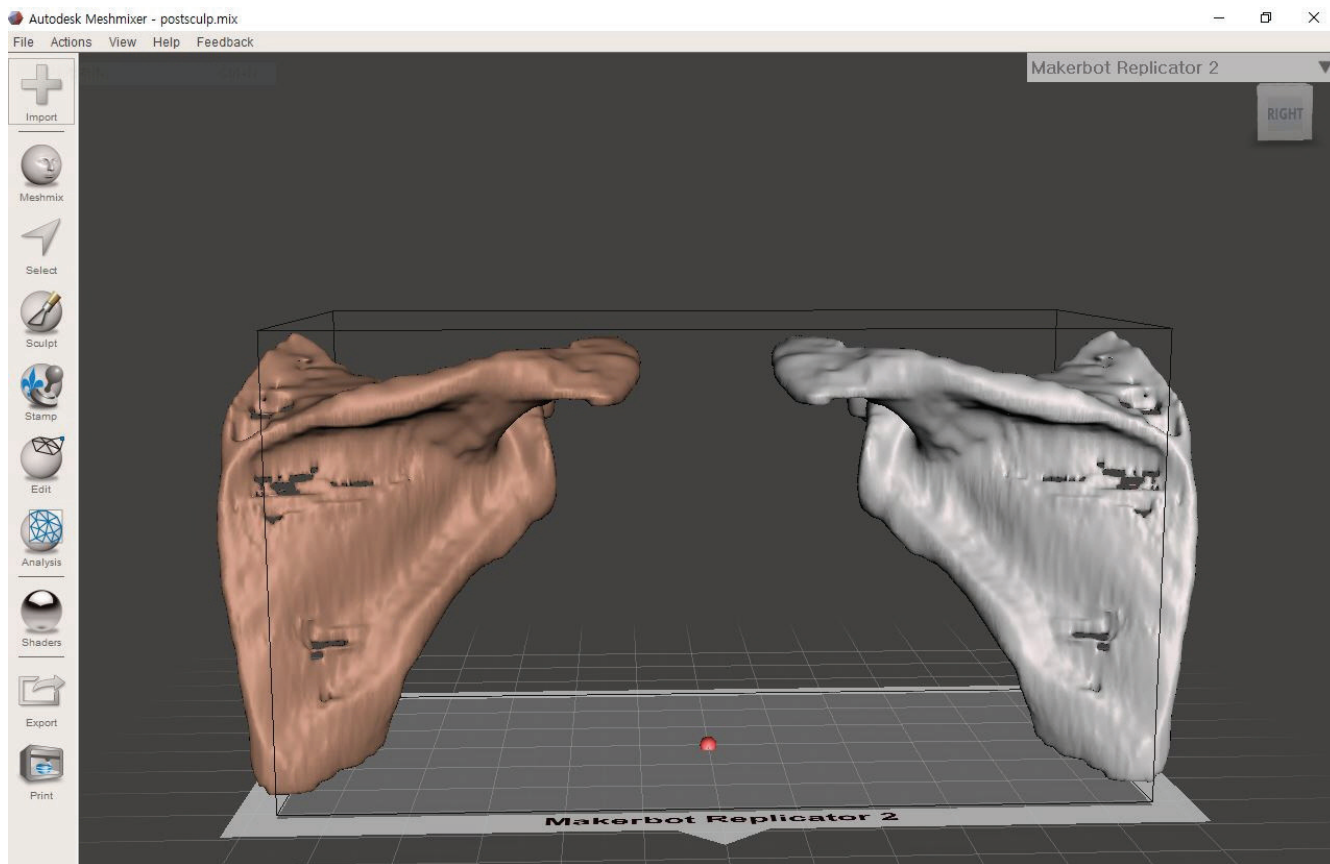 Autodesk Meshmixer - postsculp.mix
File Actions View Help Feedback
Import
Makerbot Replicator 2
RIGHT
Meshmix
Select
Sculpt
Stamp
Edit
Analysis
Shaders
Export
Print
Makerbot Replicator 2